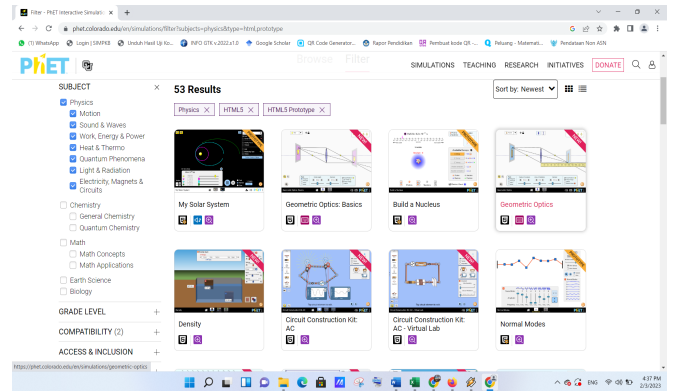 Filter - PhET Interactive Simulatio
phet.colorado.edu/en/simulations/filter?subjects=physics&type=html,prototype
(1) WhatsApp
Login | SIMPKB
Unduh Hasil Uji Ko...
INFO GTK v.2022.s1.0
Google Scholar
QR Code Generator...
Rapor Pendidikan
Pembuat kode QR -...
Peluang - Matemati...
Pendataan Non ASN
PhET
Browse Filter
SIMULATIONS TEACHING RESEARCH INITIATIVES DONATE
SUBJECT
Physics
Motion
Sound & Waves
Work, Energy & Power
Heat & Thermo
Quantum Phenomena
Light & Radiation
Electricity, Magnets &
Circuits
Chemistry
General Chemistry
Quantum Chemistry
Math
Math Concepts
Math Applications
Earth Science
Biology
GRADE LEVEL
COMPATIBILITY (2)
ACCESS & INCLUSION
53 Results
Sort by: Newest
Physics
HTML5
HTML5 Prototype
My Solar System
Geometric Optics: Basics
Build a Nucleus
Geometric Optics
Density
Circuit Construction Kit:
AC
Circuit Construction Kit:
AC - Virtual Lab
Normal Modes
https://phet.colorado.edu/en/simulations/geometric-optics
ENG
4:37 PM
2/3/2023